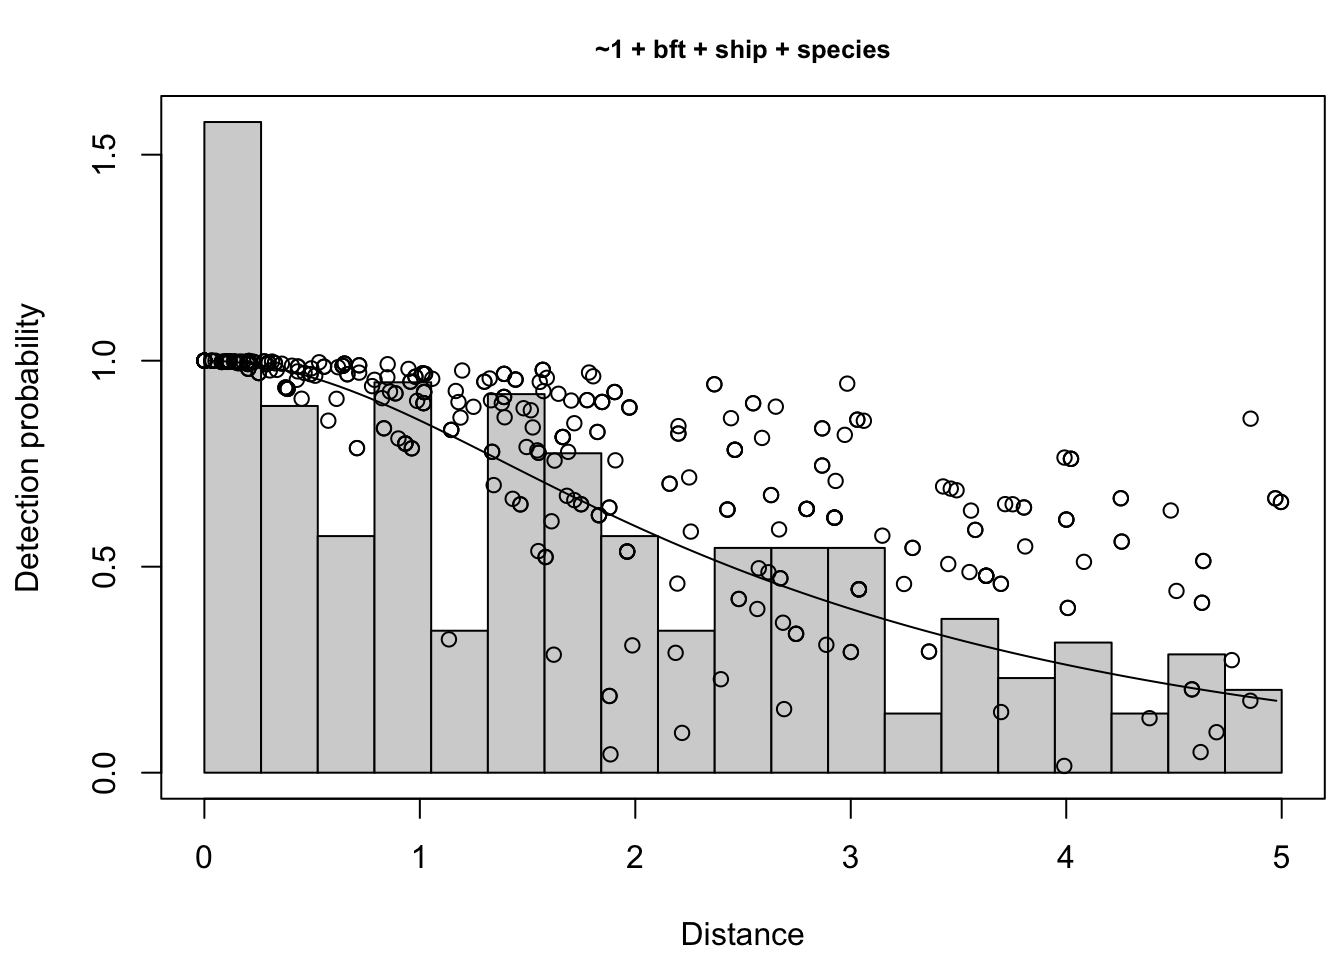 ~1 + bft + ship + species
Detection probability
1.5
1.0
0.5
0.0
0 1 2 3 4 5
Distance